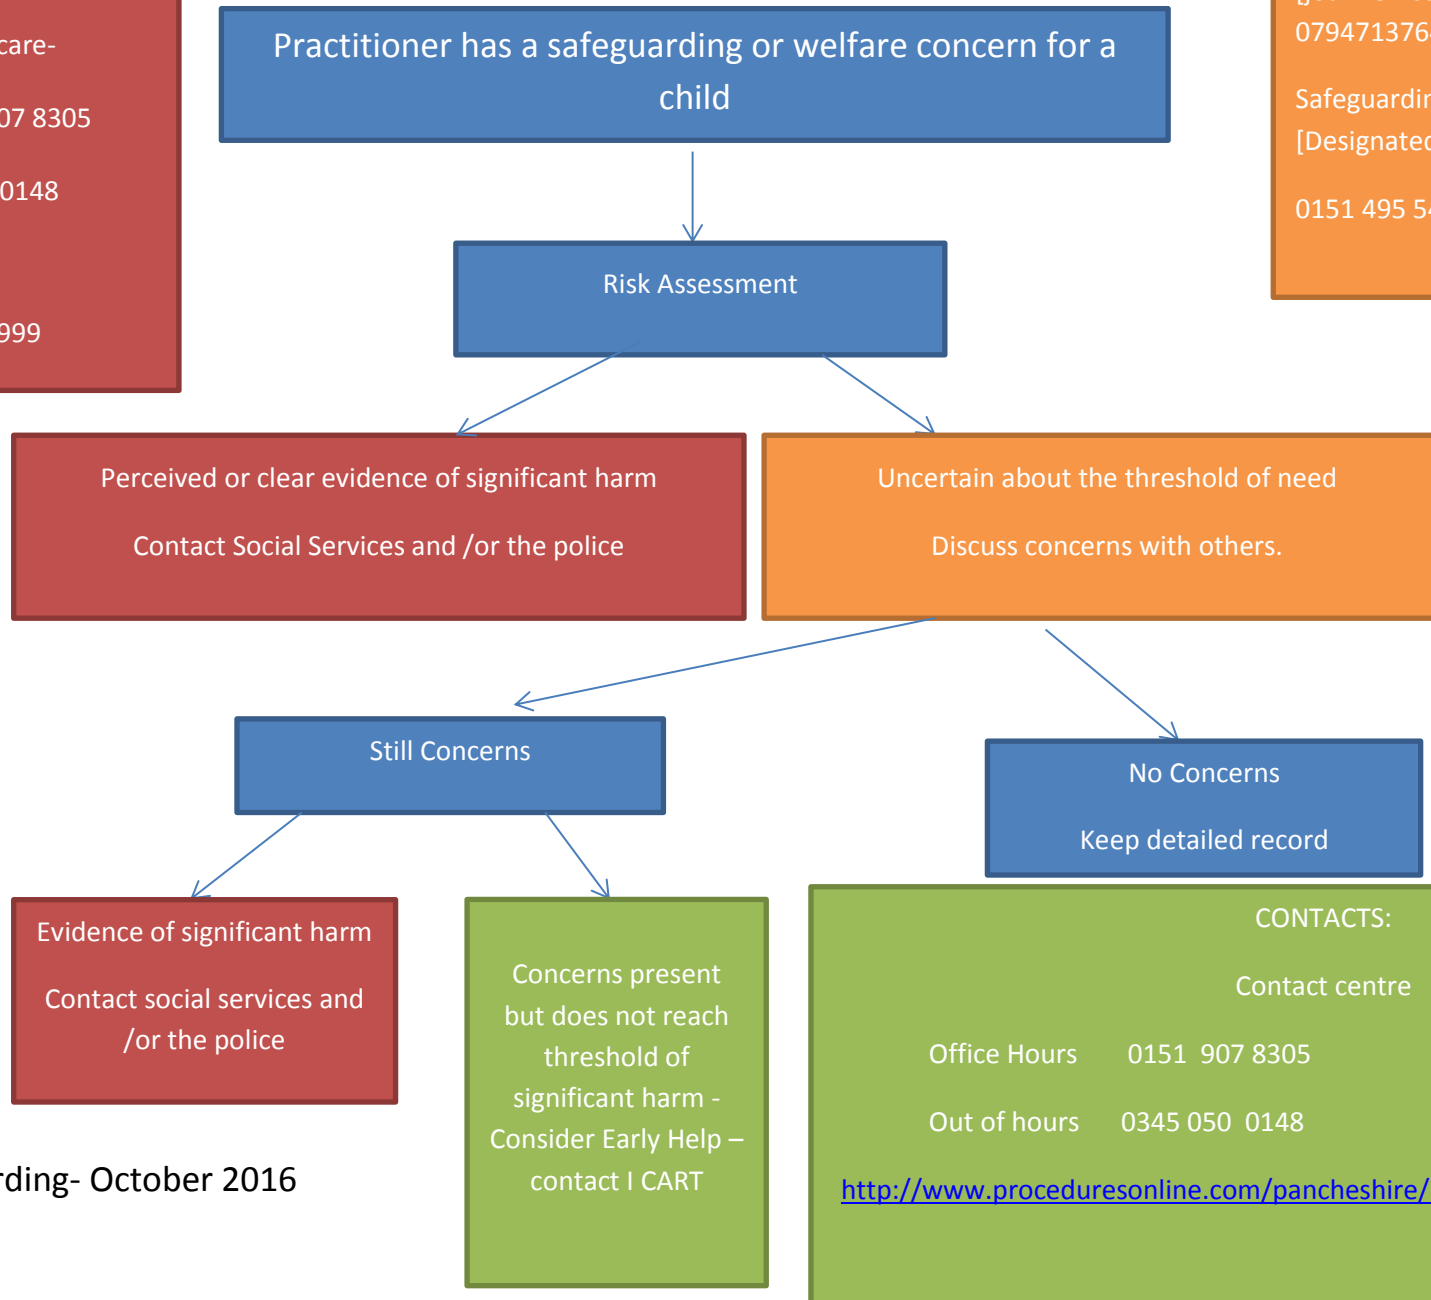 care-
07 8305
0148
999
Practitioner has a safeguarding or welfare concern for a
child
079471376
[Designated
0151 495 5
Risk Assessment
Perceived or clear evidence of significant harm
Contact Social Services and /or the police
Uncertain about the threshold of need
Discuss concerns with others.
Still Concerns
No Concerns
Keep detailed record
Evidence of significant harm
Contact social services and
/or the police
Concerns present
but does not reach
threshold of
significant harm -
Consider Early Help –
contact I CART
CONTACTS:
Contact centre
Office Hours 0151 907 8305
Out of hours 0345 050 0148
http://www.proceduresonline.com/pancheshire/
rding- October 2016